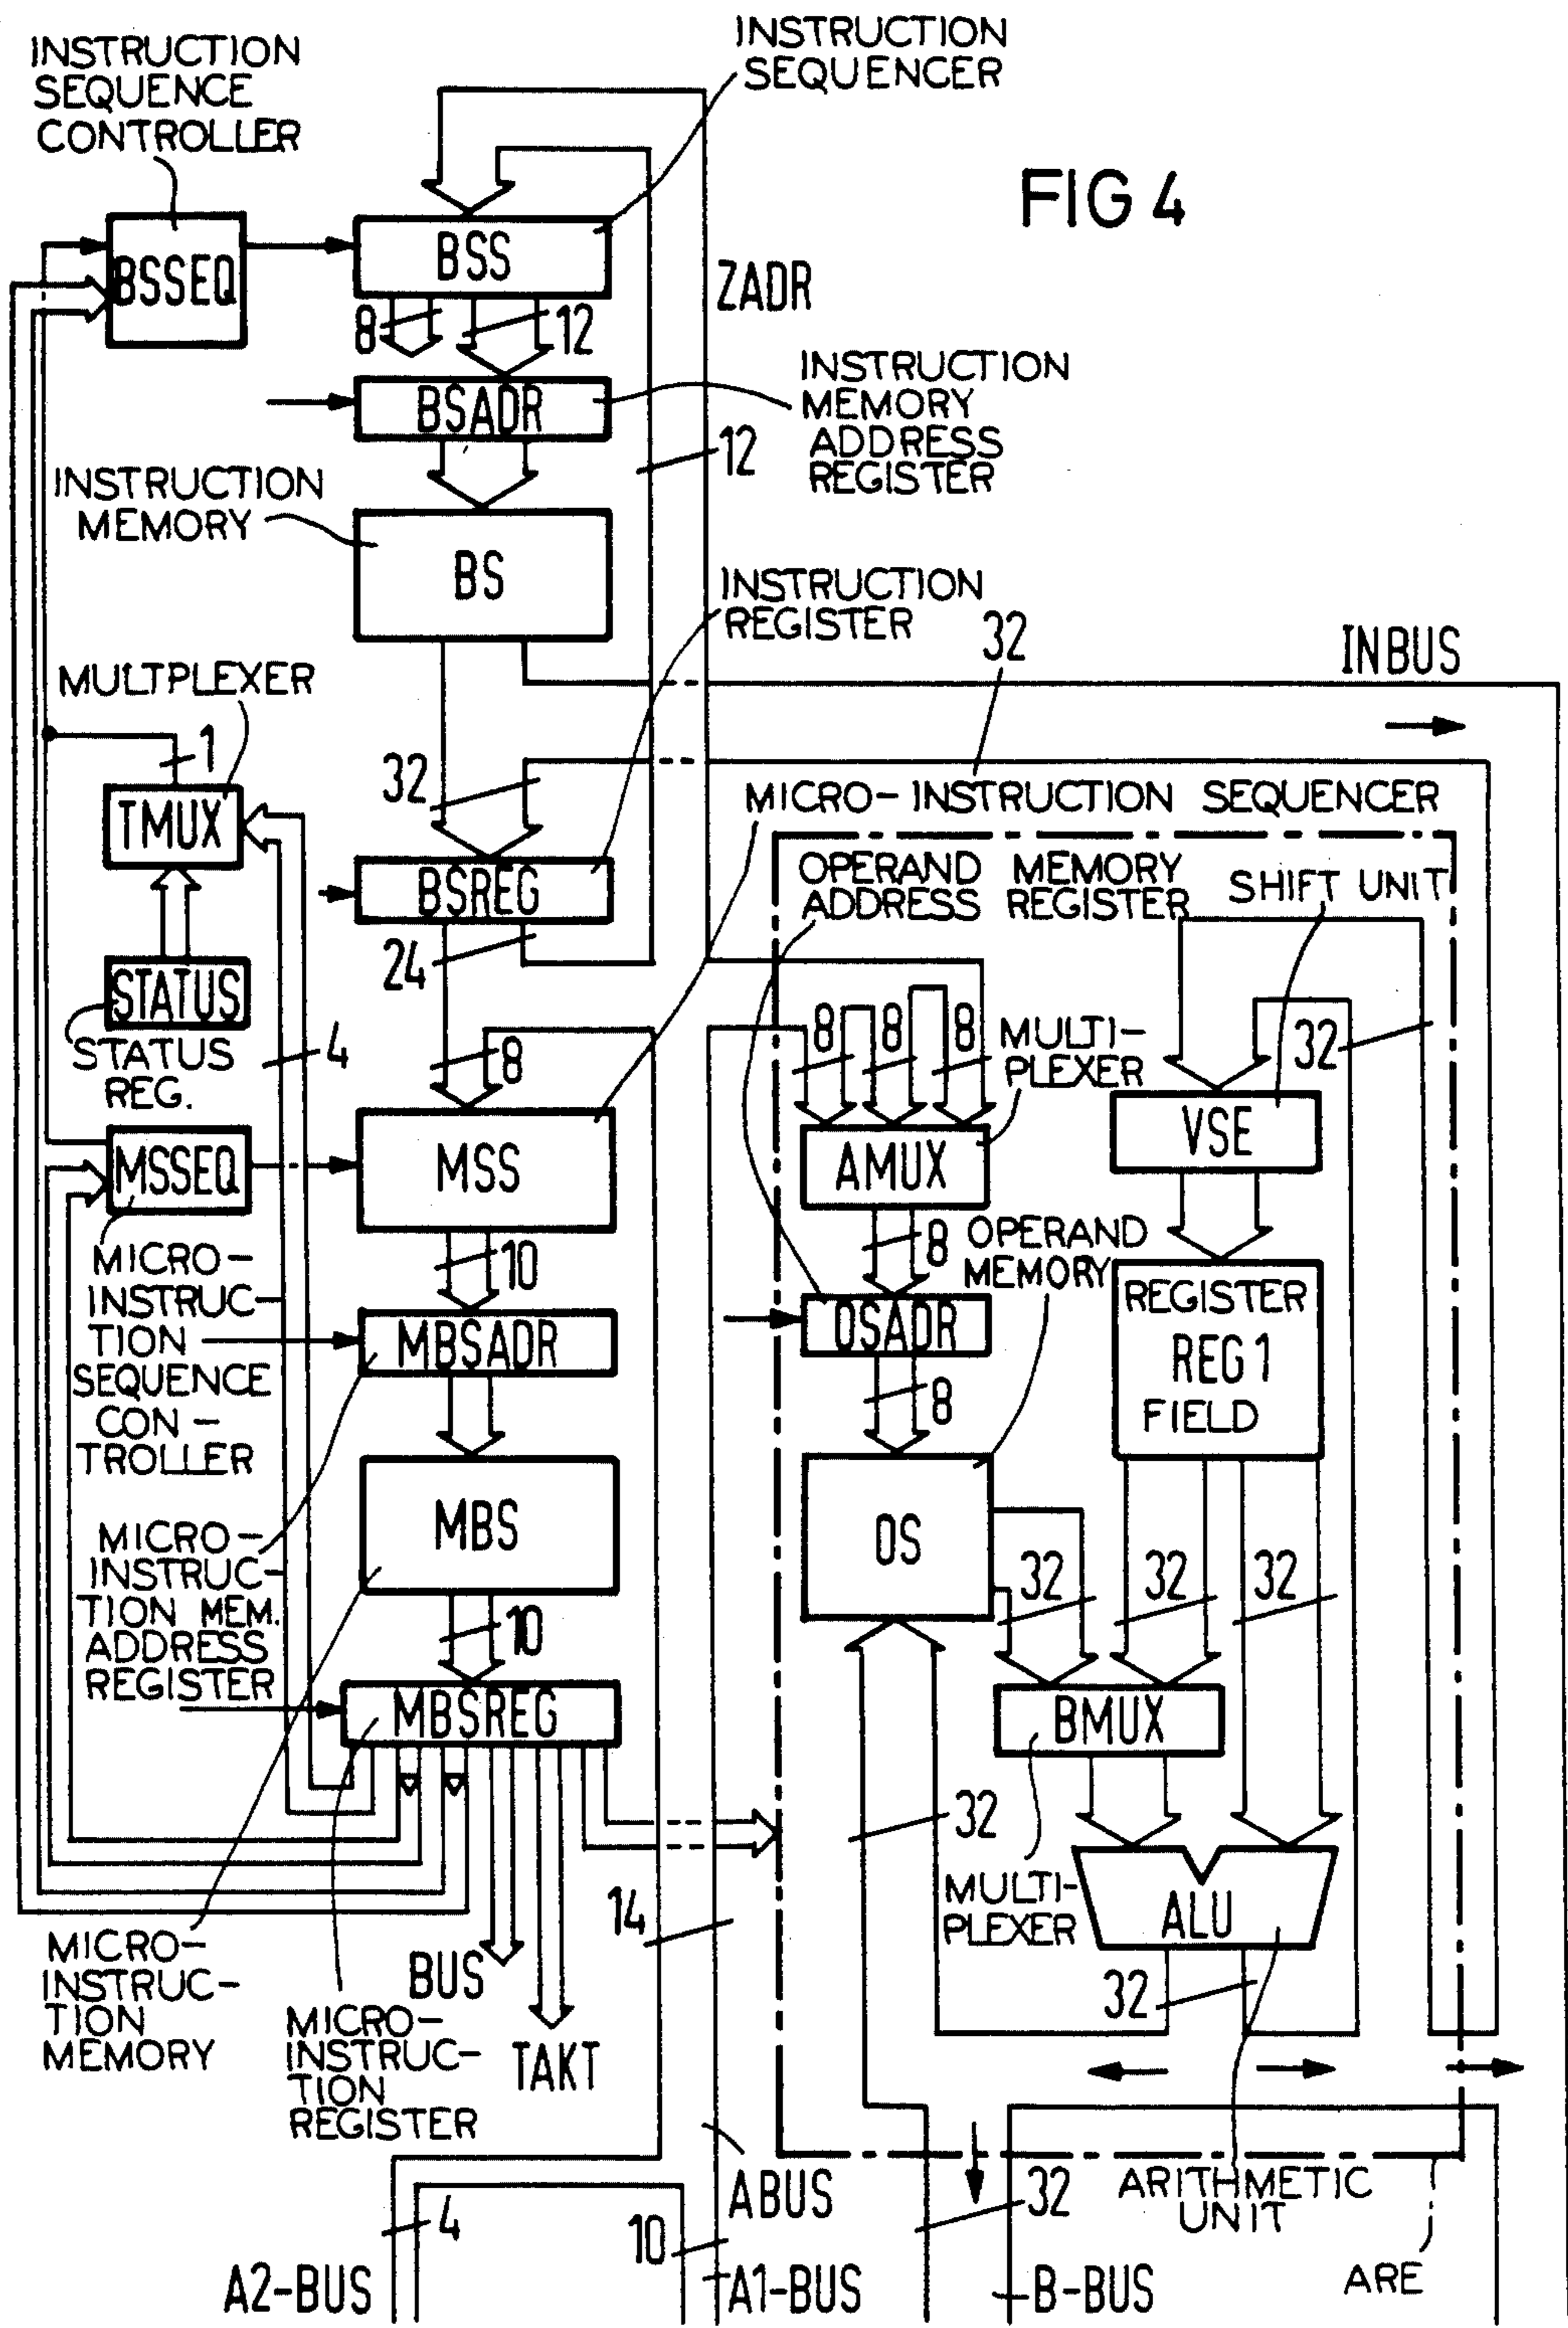 INSTRUCTION
SEQUENCE
CONTROLLER
INSTRUCTION
SEQUENCER
FIG 4
BSSEQ
BSS
ZADR
8
12
INSTRUCTION
MEMORY
ADDRESS
REGISTER
BSADR
12
INSTRUCTION
MEMORY
BS
INSTRUCTION
REGISTER
32
INBUS
MULTPLEXER
1
32
TMUX
MICRO-INSTRUCTION SEQUENCER
BSREG
OPERAND MEMORY
ADDRESS REGISTER
SHIFT UNIT
24
STATUS
STATUS
REG.
4
8
8
8
8
MULTI-
PLEXER
32
MSSEQ
MSS
AMUX
VSE
MICRO-
INSTRUC-
TION
SEQUENCE
CON-
TROLLER
10
8
OPERAND
MEMORY
MBSADR
OSADR
REGISTER
REG 1
FIELD
8
MBS
OS
MICRO-
INSTRUC-
TION MEM.
ADDRESS
REGISTER
10
32
32
32
MBSREG
BMUX
32
MULTI-
PLEXER
ALU
14
MICRO-
INSTRUC-
TION
MEMORY
BUS
MICRO-
INSTRUC-
TION
REGISTER
TAKT
32
ABUS
32
ARITHMETIC
UNIT
4
10
A2-BUS
A1-BUS
B-BUS
ARE